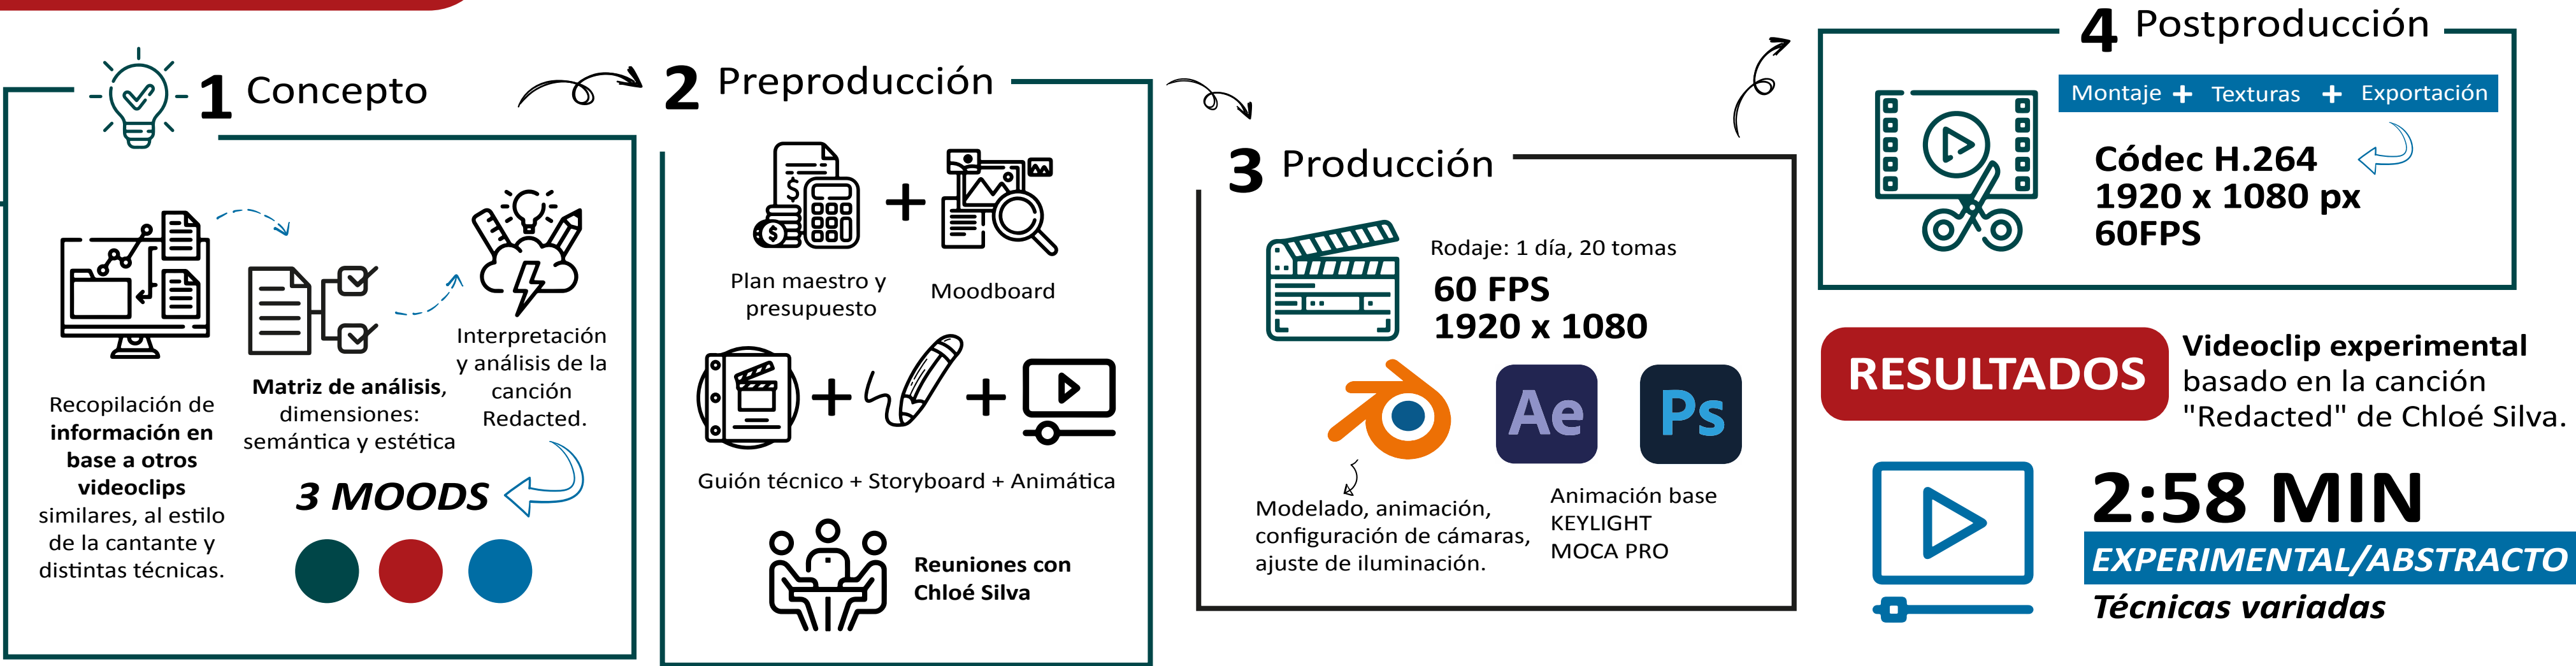 1 Concepto
Recopilación de
información en
base a otros
videoclips
similares, al estilo
de la cantante y
distintas técnicas.
Matriz de análisis,
dimensiones:
semántica y estética
Interpretación
y análisis de la
canción
Redacted.
3 MOODS
2 Preproducción
Plan maestro y
presupuesto
Moodboard
Guión técnico + Storyboard + Animática
Reuniones con
Chloé Silva
3 Producción
Rodaje: 1 día, 20 tomas
60 FPS
1920 x 1080
Ae
Ps
Modelado, animación,
configuración de cámaras,
ajuste de iluminación.
Animación base
KEYLIGHT
MOCA PRO
4 Postproducción
Montaje + Texturas + Exportación
Códec H.264
1920 x 1080 px
60FPS
RESULTADOS
Videoclip experimental
basado en la canción
"Redacted" de Chloé Silva.
2:58 MIN
EXPERIMENTAL/ABSTRACTO
Técnicas variadas